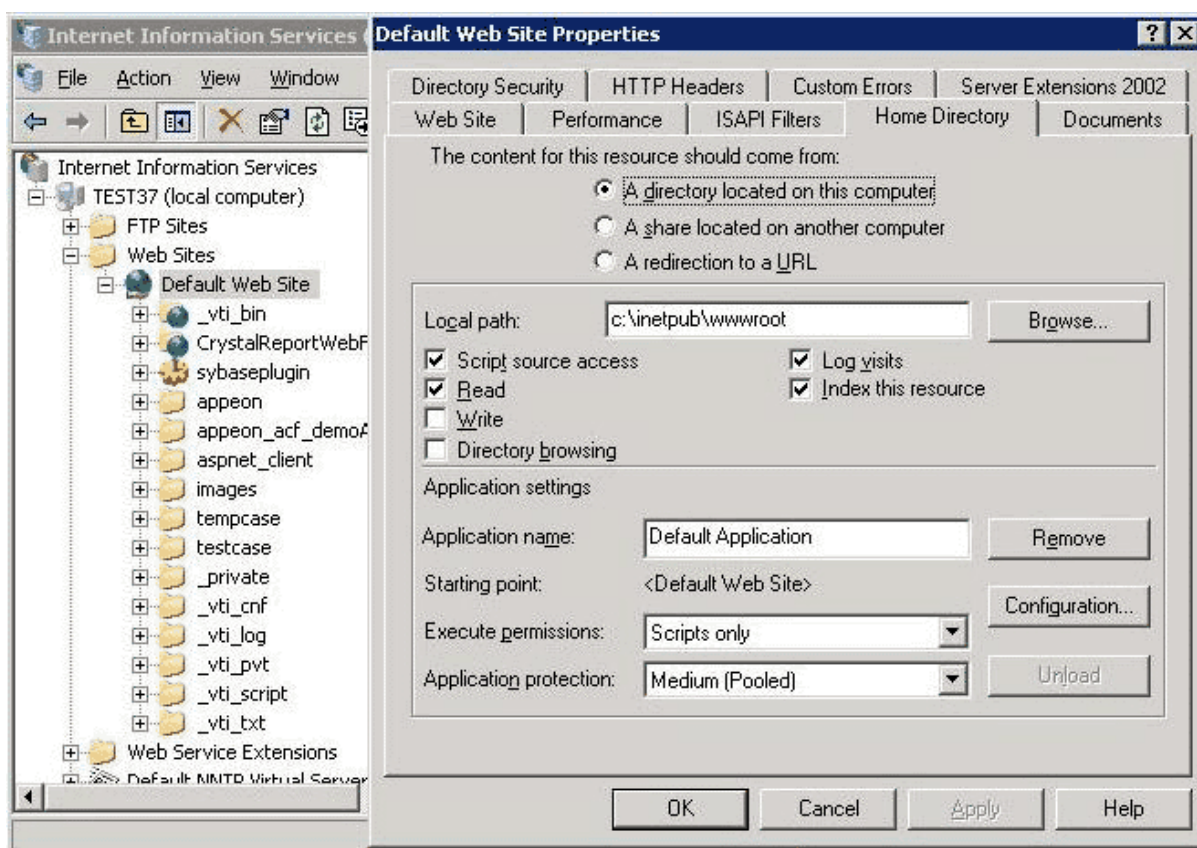 Internet Information Services (
File Action View Window
Internet Information Services
TEST37 (local computer)
FTP Sites
Web Sites
Default Web Site
_vti_bin
CrystalReportWebF
sybaseplugin
appeon
appeon_acf_demoA
aspnet_client
images
tempcase
testcase
_private
_vti_cnf
_vti_log
_vti_pvt
_vti_script
_vti_txt
Web Service Extensions
Default NNTP Virtual Server
Default Web Site Properties
Directory Security HTTP Headers Custom Errors Server Extensions 2002
Web Site Performance ISAPI Filters Home Directory Documents
The content for this resource should come from:
A directory located on this computer
A share located on another computer
A redirection to a URL
Local path: c:\inetpub\wwwroot Browse...
Script source access Log visits
Read Index this resource
Write
Directory browsing
Application settings
Application name: Default Application Remove
Starting point: <Default Web Site>
Configuration...
Execute permissions: Scripts only
Application protection: Medium (Pooled) Unload
OK Cancel Apply Help